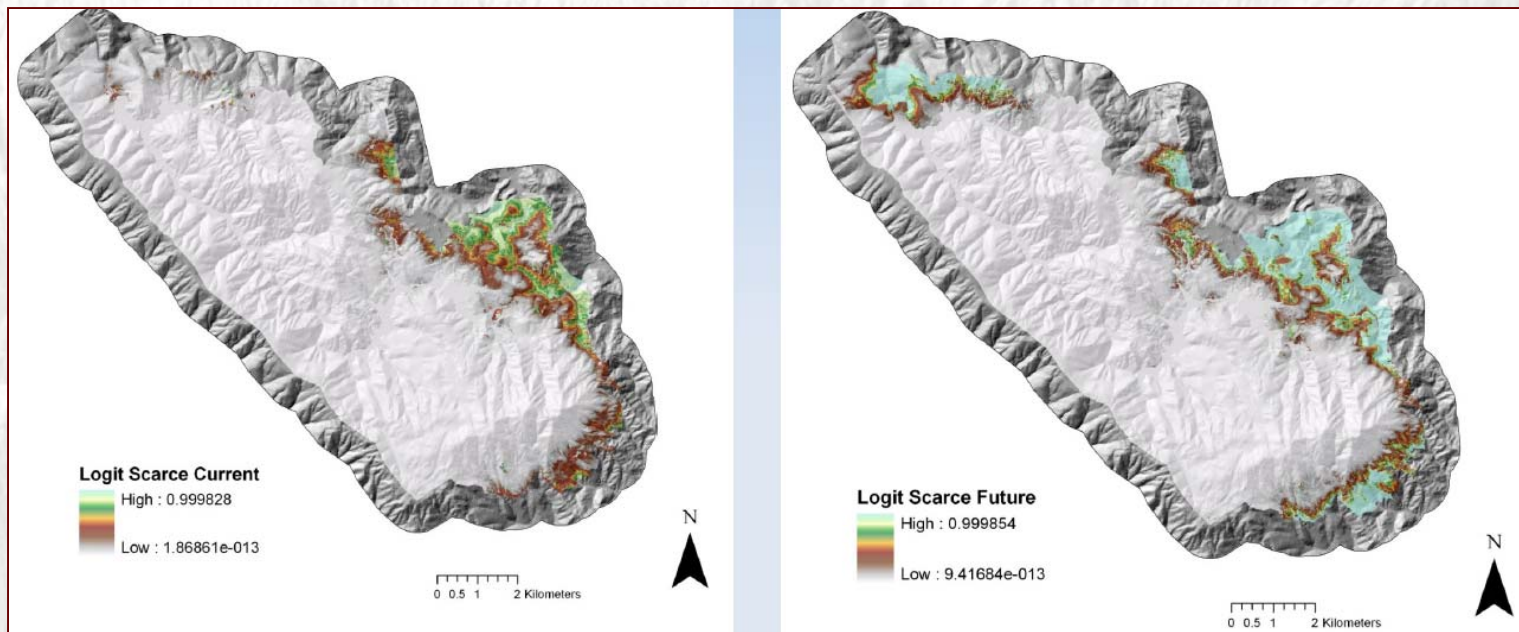 Logit Scarce Current
High : 0.999828
Low : 1.86861e-013
0 0.5 1 2 Kilometers
N
Logit Scarce Future
High : 0.999854
Low : 9.41684e-013
0 0.5 1 2 Kilometers
N